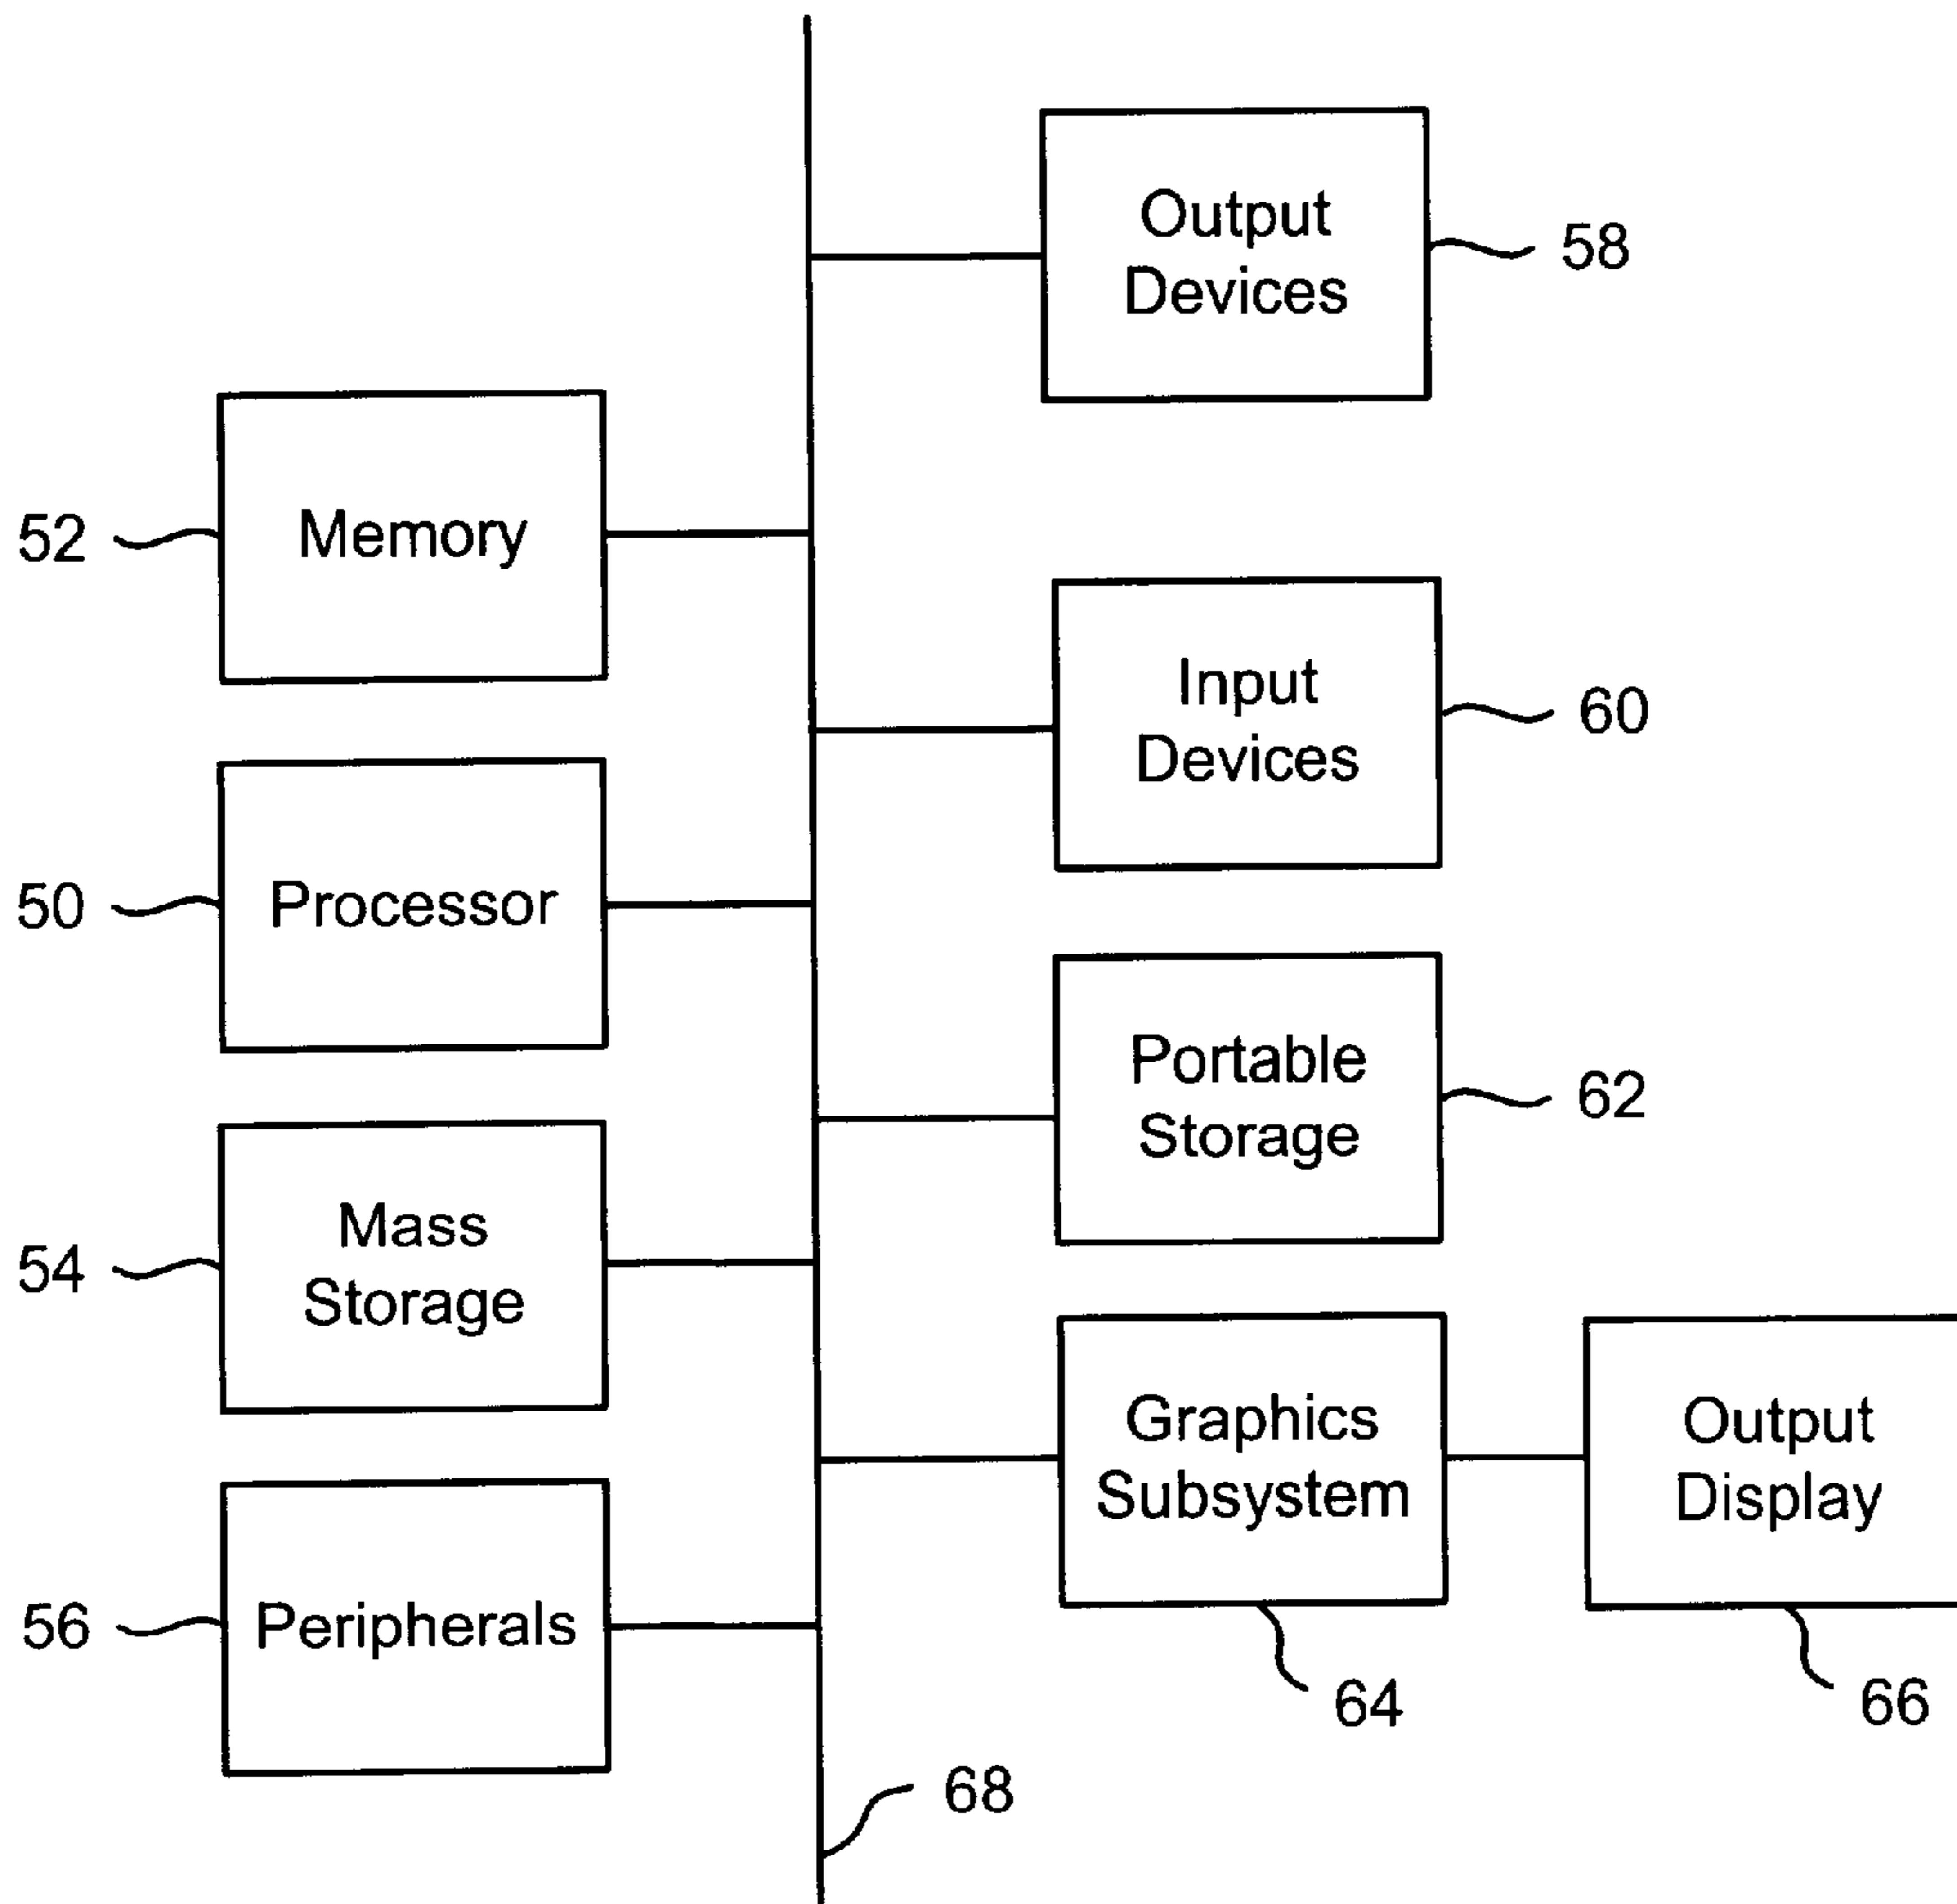 Output
Devices
58
52
Memory
Input
Devices
60
50
Processor
Portable
Storage
62
54
Mass
Storage
Graphics
Subsystem
Output
Display
56
Peripherals
64
66
68